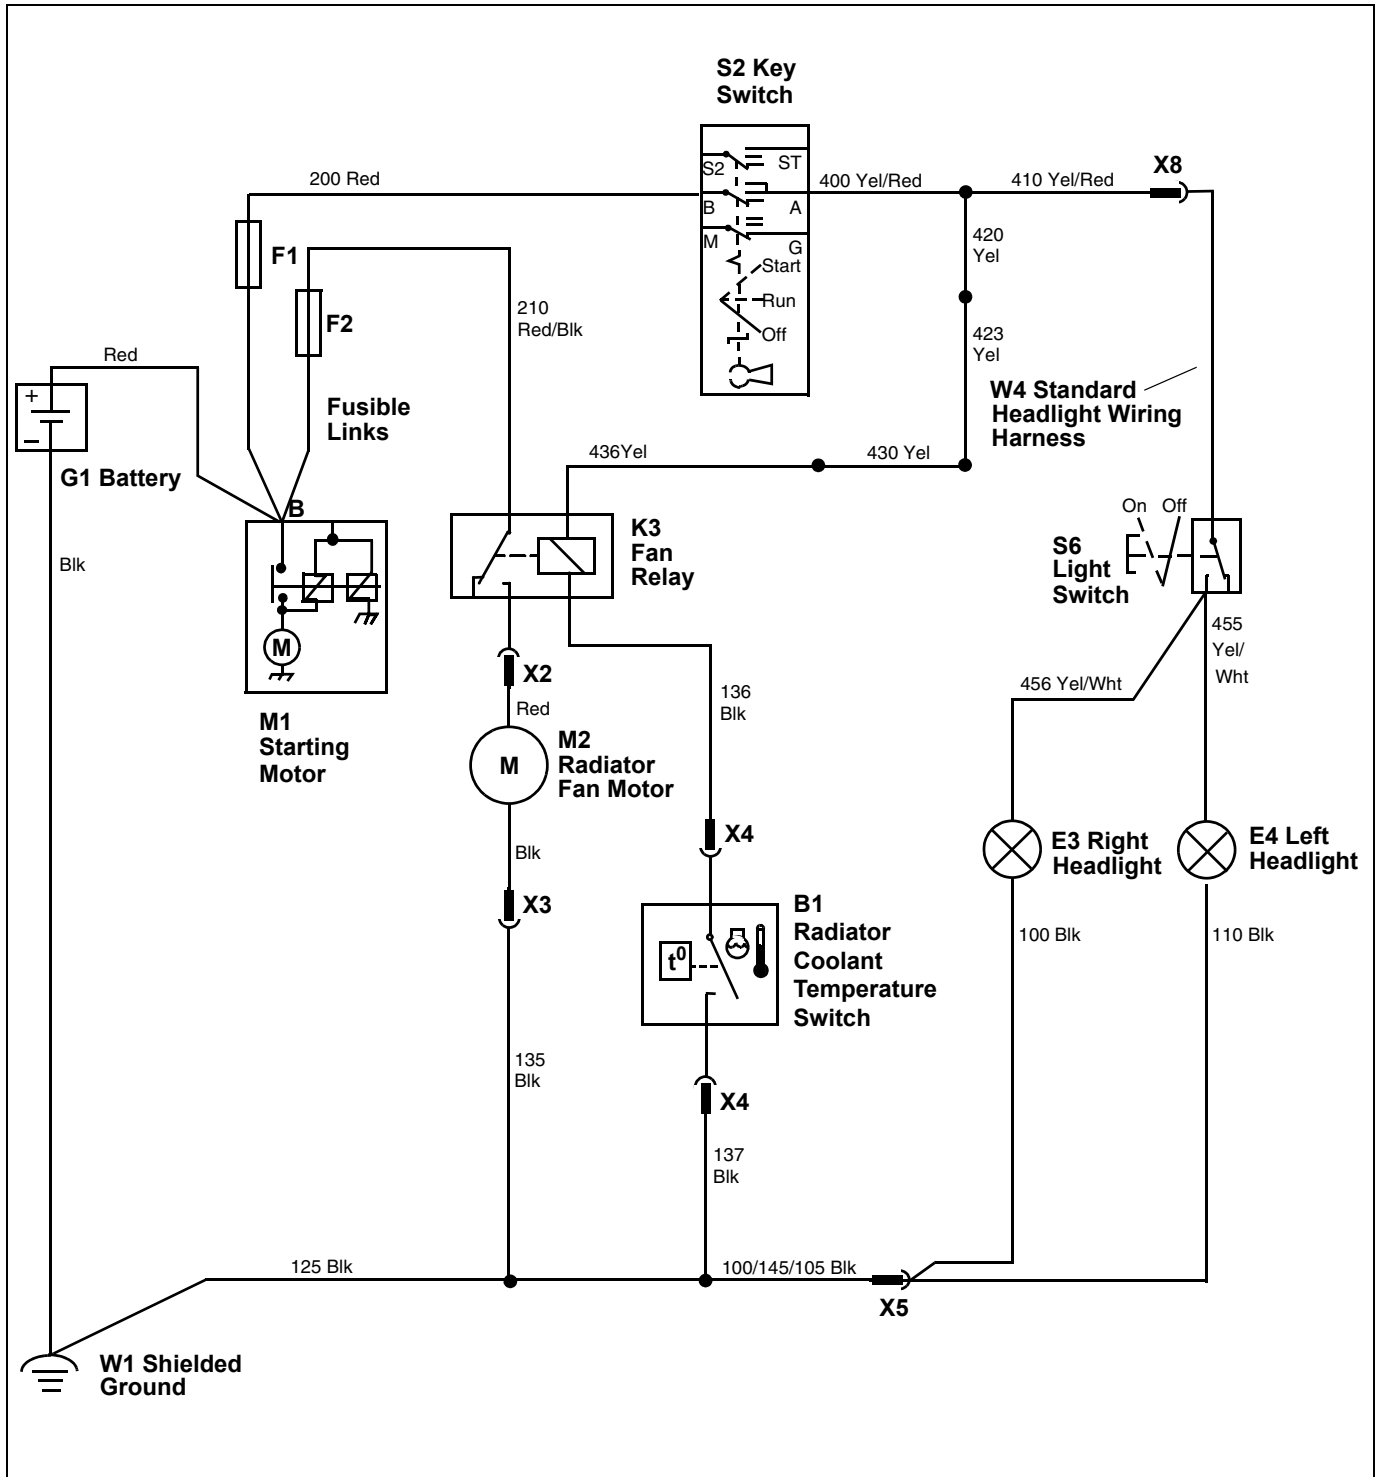 S2 Key
Switch
S2
ST
B
A
M
G
Start
Run
Off
200 Red
400 Yel/Red
410 Yel/Red
X8
F1
F2
210
Red/Blk
420
Yel
423
Yel
Red
+
–
G1 Battery
Fusible
Links
W4 Standard
Headlight Wiring
Harness
436Yel
430 Yel
B
Blk
K3
Fan
Relay
On
Off
S6
Light
Switch
M
M1
Starting
Motor
X2
Red
M
M2
Radiator
Fan Motor
136
Blk
455
Yel/
Wht
456 Yel/Wht
Blk
X3
X4
E3 Right
Headlight
E4 Left
Headlight
B1
Radiator
Coolant
Temperature
Switch
t0
100 Blk
110 Blk
135
Blk
X4
137
Blk
125 Blk
100/145/105 Blk
X5
W1 Shielded
Ground